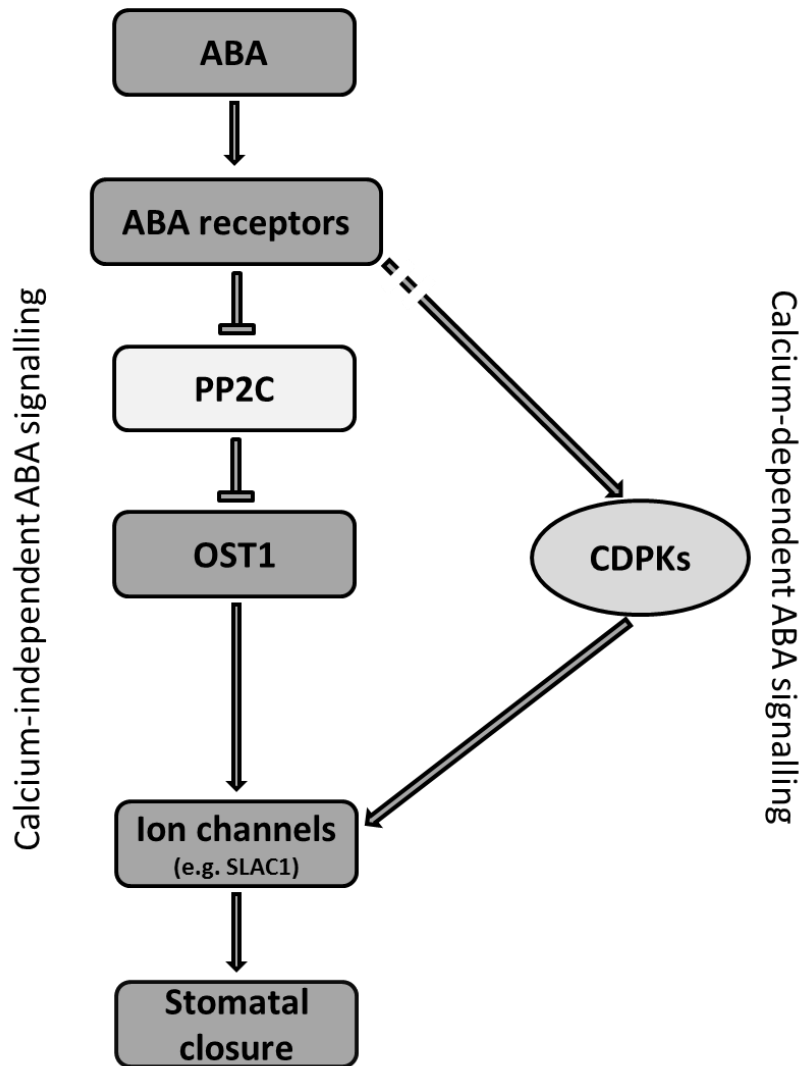 ABA
ABA receptors
Calcium-independent ABA signalling
Calcium-dependent ABA signalling
PP2C
OST1
CDPKs
Ion channels
(e.g. SLAC1)
Stomatal
closure